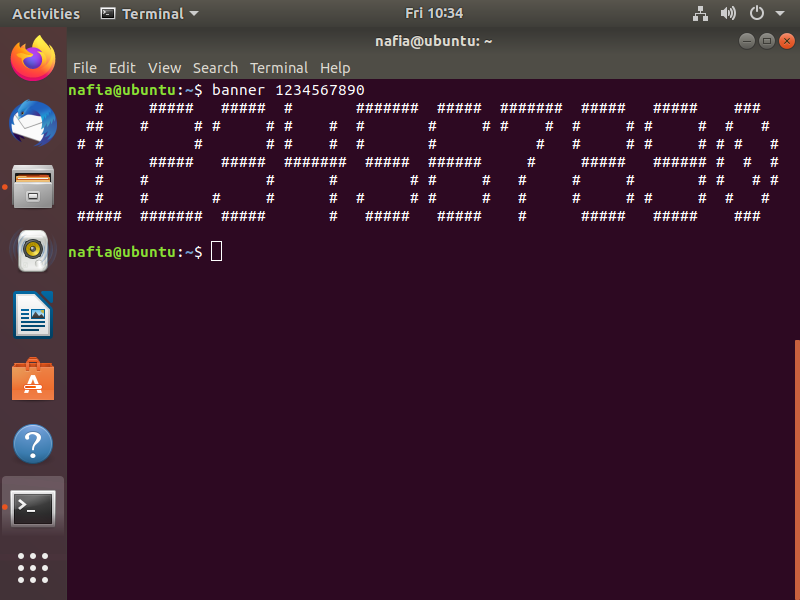 Activities Terminal Fri 10:34
nafia@ubuntu: ~
File Edit View Search Terminal Help
nafia@ubuntu:~$ banner 1234567890
   #     #####   #####  #       #######  #####  #######  #####   #####    ###
  ##    #     # #     # #    #  #       #     # #    #  #     # #     #  #   #
 # #          #       # #    #  #       #           #   #     # #     # # #   #
   #     #####   #####  #######  #####  ######     #     #####   ###### #  #  #
   #    #             #      #        # #     #   #     #     #       # #   # #
   #    #       #     #      #  #     # #     #   #     #     # #     #  #   #
 #####  #######  #####       #   #####   #####    #      #####   #####    ###
nafia@ubuntu:~$